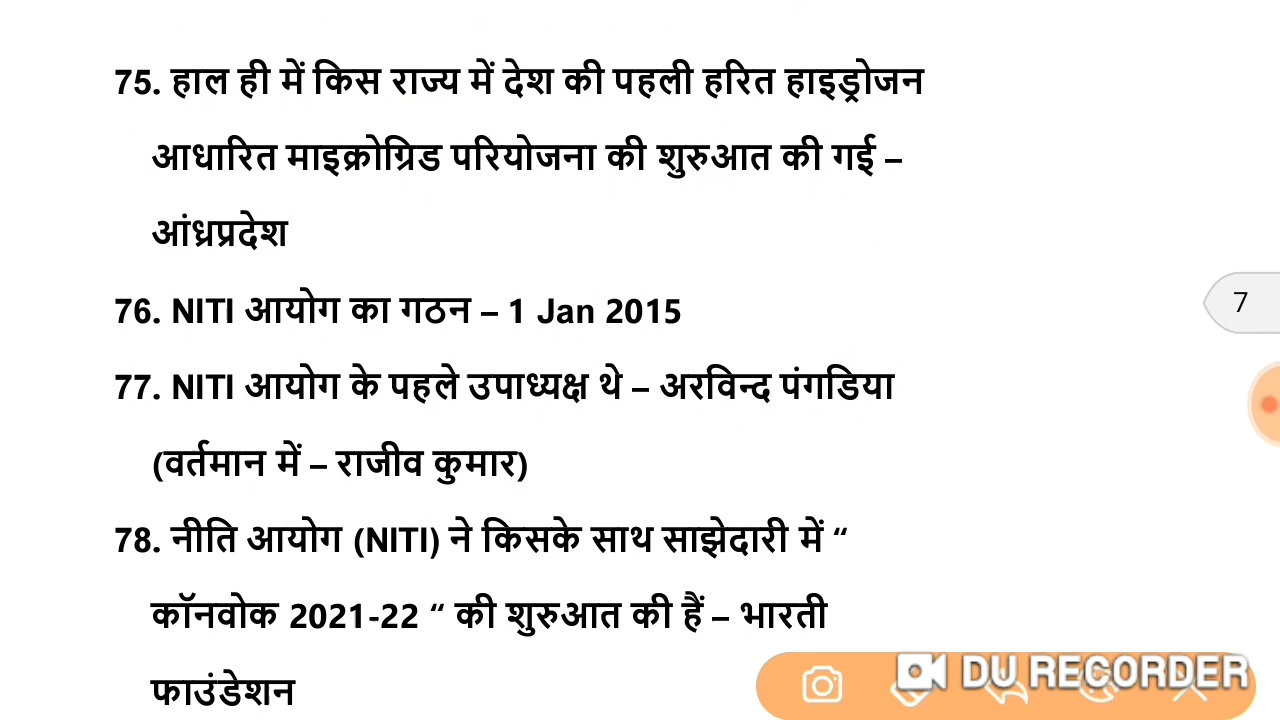 75. हाल ही में किस राज्य में देश की पहली हरित हाइड्रोजन
आधारित माइक्रोग्रिड परियोजना की शुरुआत की गई –
आंध्रप्रदेश
76. NITI आयोग का गठन – 1 Jan 2015
7
77. NITI आयोग के पहले उपाध्यक्ष थे – अरविन्द पंगडिया
(वर्तमान में – राजीव कुमार)
78. नीति आयोग (NITI) ने किसके साथ साझेदारी में “
कॉनवोक 2021-22 “ की शुरुआत की हैं – भारती
फाउंडेशन
DU RECORDER